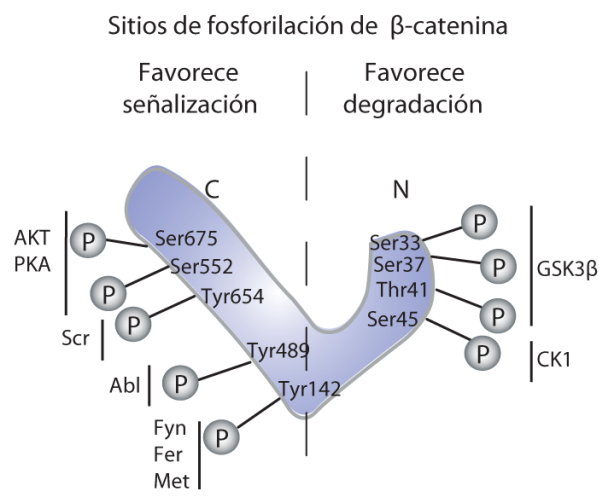 Sitios de fosforilación de β-catenina
Favorece
señalización
Favorece
degradación
C
N
AKT
PKA
P
Ser675
P
Ser552
Scr
P
Tyr654
Abl
P
Tyr489
Fyn
Fer
Met
P
Tyr142
Ser33
P
Ser37
P
Thr41
P
GSK3β
Ser45
P
CK1